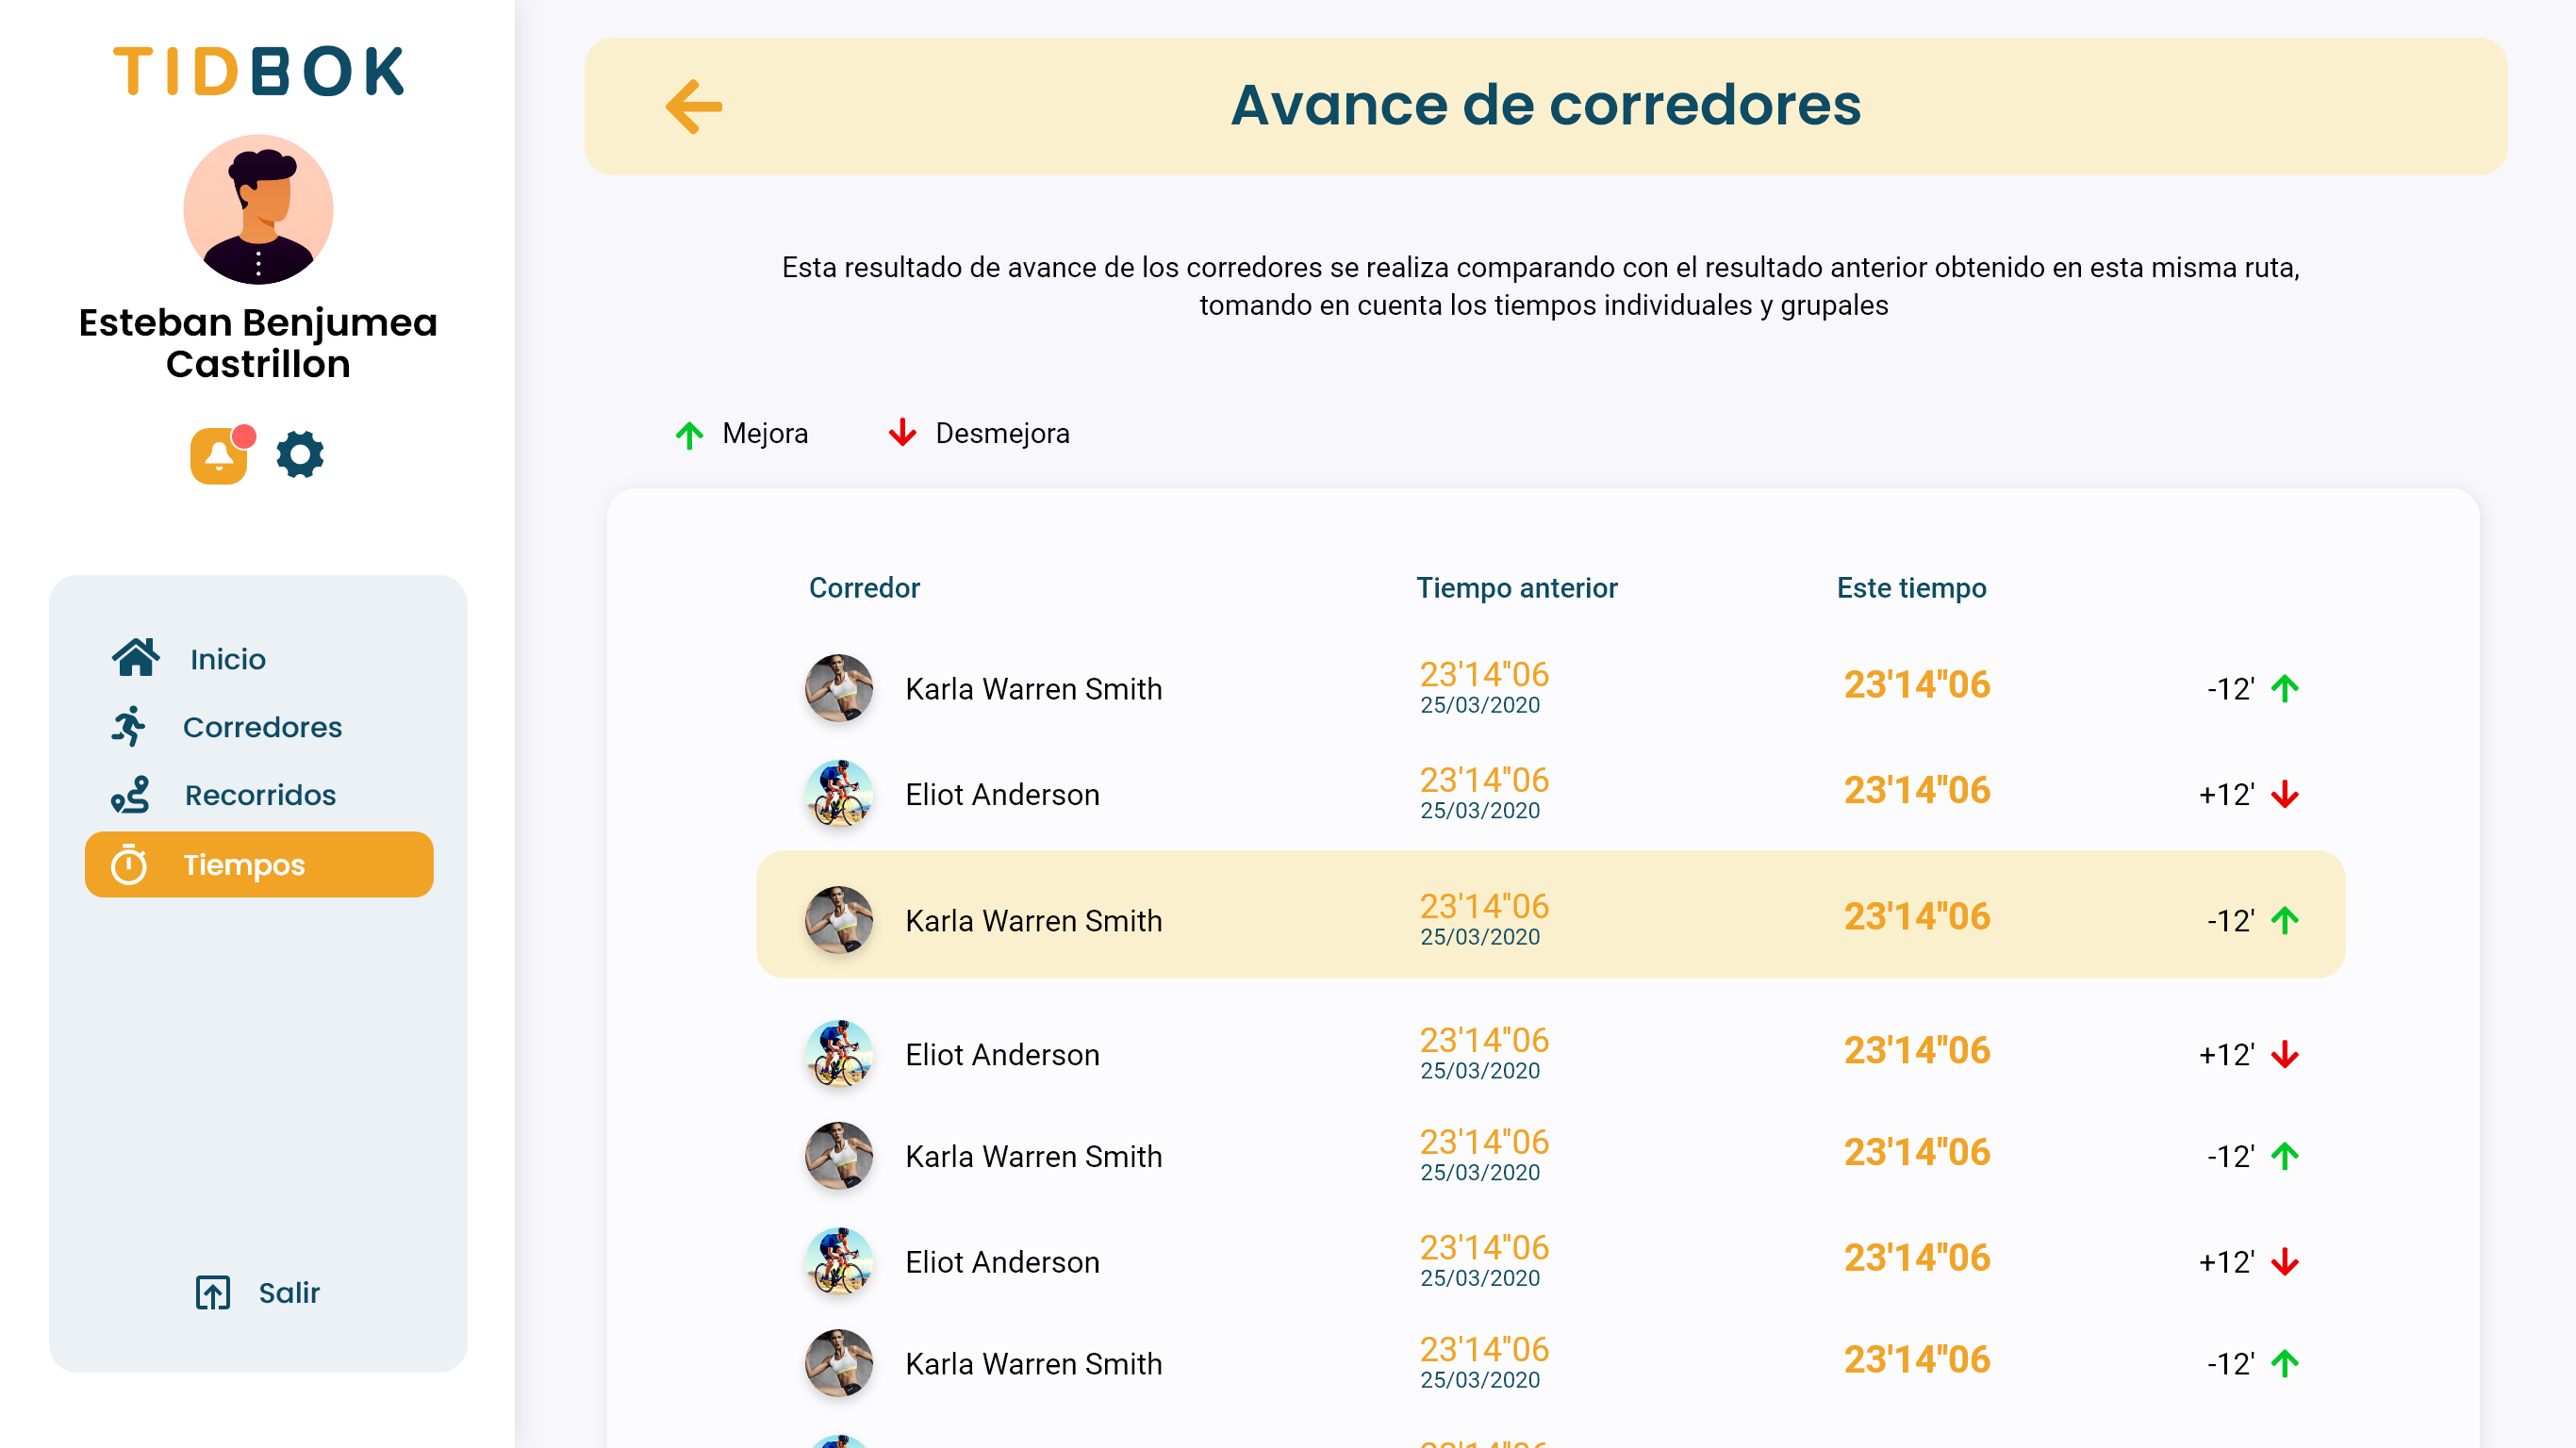 TIDBOK
Esteban Benjumea
Castrillon
Inicio
Corredores
Recorridos
Tiempos
Salir
Avance de corredores
Esta resultado de avance de los corredores se realiza comparando con el resultado anterior obtenido en esta misma ruta,
tomando en cuenta los tiempos individuales y grupales
Mejora Desmejora
Corredor Tiempo anterior Este tiempo
Karla Warren Smith 23'14"06 23'14"06 -12'
25/03/2020
Eliot Anderson 23'14"06 23'14"06 +12'
25/03/2020
Karla Warren Smith 23'14"06 23'14"06 -12'
25/03/2020
Eliot Anderson 23'14"06 23'14"06 +12'
25/03/2020
Karla Warren Smith 23'14"06 23'14"06 -12'
25/03/2020
Eliot Anderson 23'14"06 23'14"06 +12'
25/03/2020
Karla Warren Smith 23'14"06 23'14"06 -12'
25/03/2020